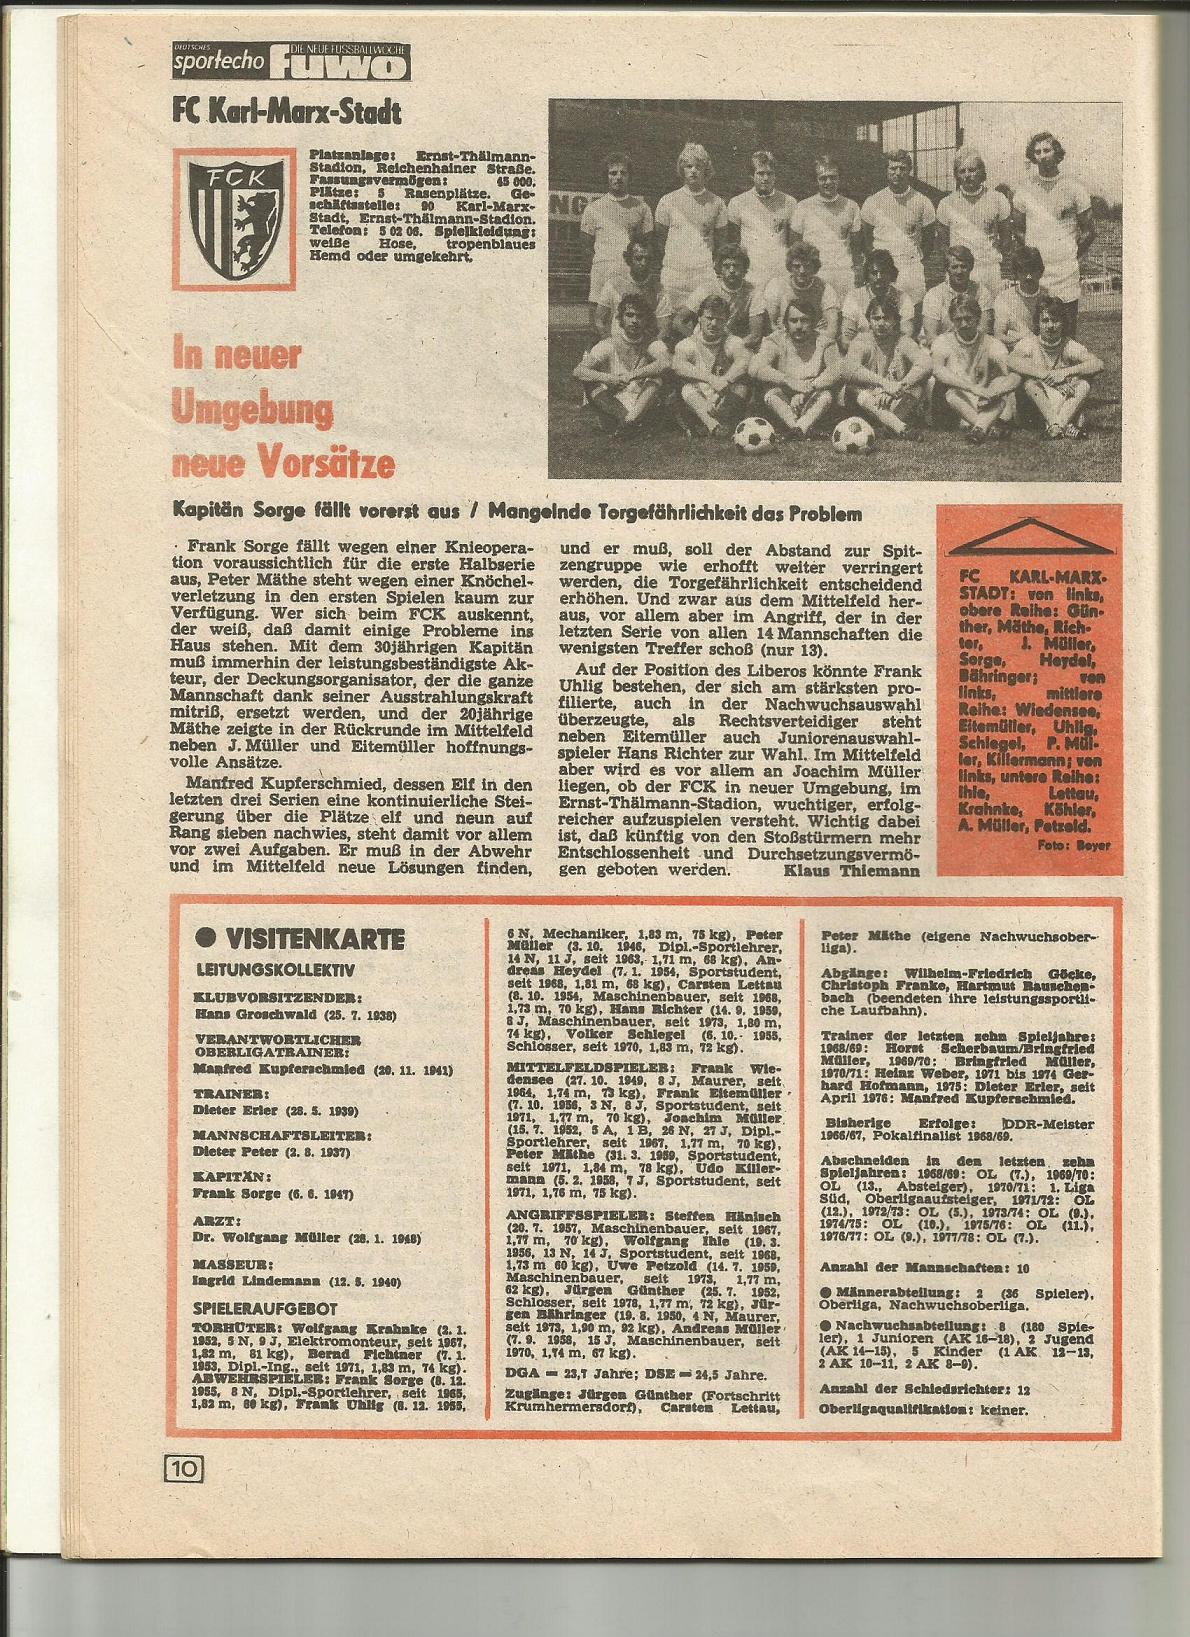 DEUTSCHES
sportecho
DIE NEUE FUSSBALLWOCHE
fuwo
FC Karl-Marx-Stadt
FCK
Platzanlage: Ernst-Thälmann-
Stadion, Reichenhainer Straße.
Fassungsvermögen: 45 000.
Plätze: 5 Rasenplätze. Ge-
schäftsstelle: 90 Karl-Marx-
Stadt, Ernst-Thälmann-Stadion.
Telefon: 5 02 06. Spielkleidung:
weiße Hose, tropenblaues
Hemd oder umgekehrt.
In neuer
Umgebung
neue Vorsätze
Kapitän Sorge fällt vorerst aus / Mangelnde Torgefährlichkeit das Problem
Frank Sorge fällt wegen einer Knieopera-
tion voraussichtlich für die erste Halbserie
aus, Peter Mäthe steht wegen einer Knöchel-
verletzung in den ersten Spielen kaum zur
Verfügung. Wer sich beim FCK auskennt,
der weiß, daß damit einige Probleme ins
Haus stehen. Mit dem 30jährigen Kapitän
muß immerhin der leistungsbeständigste Ak-
teur, der Deckungsorganisator, der die ganze
Mannschaft dank seiner Ausstrahlungskraft
mitriß, ersetzt werden, und der 20jährige
Mäthe zeigte in der Rückrunde im Mittelfeld
neben J. Müller und Eitemüller hoffnungs-
volle Ansätze.
Manfred Kupferschmied, dessen Elf in den
letzten drei Serien eine kontinuierliche Stei-
gerung über die Plätze elf und neun auf
Rang sieben nachwies, steht damit vor allem
vor zwei Aufgaben. Er muß in der Abwehr
und im Mittelfeld neue Lösungen finden,
und er muß, soll der Abstand zur Spit-
zengruppe wie erhofft weiter verringert
werden, die Torgefährlichkeit entscheidend
erhöhen. Und zwar aus dem Mittelfeld her-
aus, vor allem aber im Angriff, der in der
letzten Serie von allen 14 Mannschaften die
wenigsten Treffer schoß (nur 13).
Auf der Position des Liberos könnte Frank
Uhlig bestehen, der sich am stärksten pro-
filierte, auch in der Nachwuchsauswahl
überzeugte, als Rechtsverteidiger steht
neben Eitemüller auch Juniorenauswahl-
spieler Hans Richter zur Wahl. Im Mittelfeld
aber wird es vor allem an Joachim Müller
liegen, ob der FCK in neuer Umgebung, im
Ernst-Thälmann-Stadion, wuchtiger, erfolg-
reicher aufzuspielen versteht. Wichtig dabei
ist, daß künftig von den Stoßstürmern mehr
Entschlossenheit und Durchsetzungsvermö-
gen geboten werden. Klaus Thiemann
FC KARL-MARX-
STADT: von links,
obere Reihe: Gün-
ther, Mäthe, Rich-
ter, J. Müller,
Sorge, Heydel,
Bähringer; von
links, mittlere
Reihe: Wiedensee,
Eitemüller, Uhlig,
Schlegel, P. Mül-
ler, Killermann; von
links, untere Reihe:
Ihle, Lettau,
Krahnke, Köhler,
A. Müller, Petzold.
Foto: Beyer
● VISITENKARTE
LEITUNGSKOLLEKTIV
KLUBVORSITZENDER:
Hans Groschwald (25. 7. 1938)
VERANTWORTLICHER
OBERLIGATRAINER:
Manfred Kupferschmied (20. 11. 1941)
TRAINER:
Dieter Erler (28. 5. 1939)
MANNSCHAFTSLEITER:
Dieter Peter (2. 8. 1937)
KAPITÄN:
Frank Sorge (6. 6. 1947)
ARZT:
Dr. Wolfgang Müller (28. 1. 1948)
MASSEUR:
Ingrid Lindemann (12. 5. 1940)
SPIELERAUFGEBOT
TORHÜTER: Wolfgang Krahnke (2. 1.
1952, 5 N, 9 J, Elektromonteur, seit 1967,
1,82 m, 81 kg), Bernd Fichtner (7. 1.
1953, Dipl.-Ing., seit 1971, 1,83 m, 74 kg).
ABWEHRSPIELER: Frank Sorge (8. 12.
1955, 8 N, Dipl.-Sportlehrer, seit 1965,
1,82 m, 80 kg), Frank Uhlig (8. 12. 1955,
6 N, Mechaniker, 1,83 m, 75 kg), Peter
Müller (3. 10. 1946, Dipl.-Sportlehrer,
14 N, 11 J, seit 1963, 1,71 m, 68 kg), An-
dreas Heydel (7. 1. 1954, Sportstudent,
seit 1968, 1,81 m, 68 kg), Carsten Lettau
(8. 10. 1954, Maschinenbauer, seit 1968,
1,73 m, 70 kg), Hans Richter (14. 9. 1959,
8 J, Maschinenbauer, seit 1973, 1,80 m,
74 kg), Volker Schlegel (6. 10. 1955,
Schlosser, seit 1970, 1,83 m, 72 kg).
MITTELFELDSPIELER: Frank Wie-
densee (27. 10. 1949, 8 J, Maurer, seit
1964, 1,74 m, 73 kg), Frank Eitemüller
(7. 10. 1956, 3 N, 8 J, Sportstudent, seit
1971, 1,77 m, 70 kg), Joachim Müller
(15. 7. 1952, 5 A, 1 B, 26 N, 27 J, Dipl.-
Sportlehrer, seit 1967, 1,77 m, 70 kg),
Peter Mäthe (31. 3. 1959, Sportstudent,
seit 1971, 1,84 m, 78 kg), Udo Killer-
mann (5. 2. 1958, 7 J, Sportstudent, seit
1971, 1,76 m, 75 kg).
ANGRIFFSSPIELER: Steffen Hänisch
(20. 7. 1957, Maschinenbauer, seit 1967,
1,77 m, 70 kg), Wolfgang Ihle (19. 3.
1956, 13 N, 14 J, Sportstudent, seit 1968,
1,73 m 60 kg), Uwe Petzold (14. 7. 1959,
Maschinenbauer, seit 1973, 1,77 m,
62 kg), Jürgen Günther (25. 7. 1952,
Schlosser, seit 1978, 1,77 m, 72 kg), Jür-
gen Bähringer (19. 8. 1950, 4 N, Maurer,
seit 1973, 1,90 m, 92 kg), Andreas Müller
(7. 9. 1958, 15 J, Maschinenbauer, seit
1970, 1,74 m, 67 kg).
DGA = 23,7 Jahre; DSE = 24,5 Jahre.
Zugänge: Jürgen Günther (Fortschritt
Krumhermersdorf), Carsten Lettau,
Peter Mäthe (eigene Nachwuchsober-
liga).
Abgänge: Wilhelm-Friedrich Göcke,
Christoph Franke, Hartmut Rauschen-
bach (beendeten ihre leistungssportli-
che Laufbahn).
Trainer der letzten zehn Spieljahre:
1968/69: Horst Scherbaum/Bringfried
Müller, 1969/70: Bringfried Müller,
1970/71: Heinz Weber, 1971 bis 1974 Ger-
hard Hofmann, 1975: Dieter Erler, seit
April 1976: Manfred Kupferschmied.
Bisherige Erfolge: DDR-Meister
1966/67, Pokalfinalist 1968/69.
Abschneiden in den letzten zehn
Spieljahren: 1968/69: OL (7.), 1969/70:
OL (13., Absteiger), 1970/71: 1. Liga
Süd, Oberligaaufsteiger, 1971/72: OL
(12.), 1972/73: OL (5.), 1973/74: OL (9.),
1974/75: OL (10.), 1975/76: OL (11.),
1976/77: OL (9.), 1977/78: OL (7.).
Anzahl der Mannschaften: 10
● Männerabteilung: 2 (36 Spieler),
Oberliga, Nachwuchsoberliga.
● Nachwuchsabteilung: 8 (180 Spie-
ler), 1 Junioren (AK 16–18), 2 Jugend
(AK 14–15), 5 Kinder (1 AK 12–13,
2 AK 10–11, 2 AK 8–9).
Anzahl der Schiedsrichter: 12
Oberligaqualifikation: keiner.
10